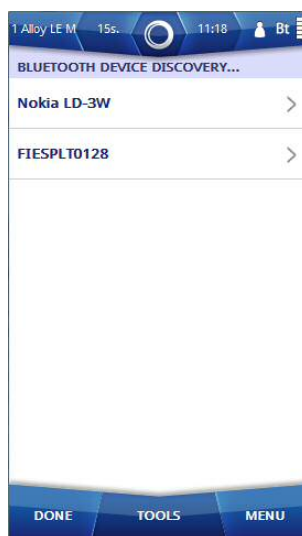 1 Alloy LE M 15s. 11:18 Bt
BLUETOOTH DEVICE DISCOVERY...
Nokia LD-3W
FIESPLT0128
DONE TOOLS MENU